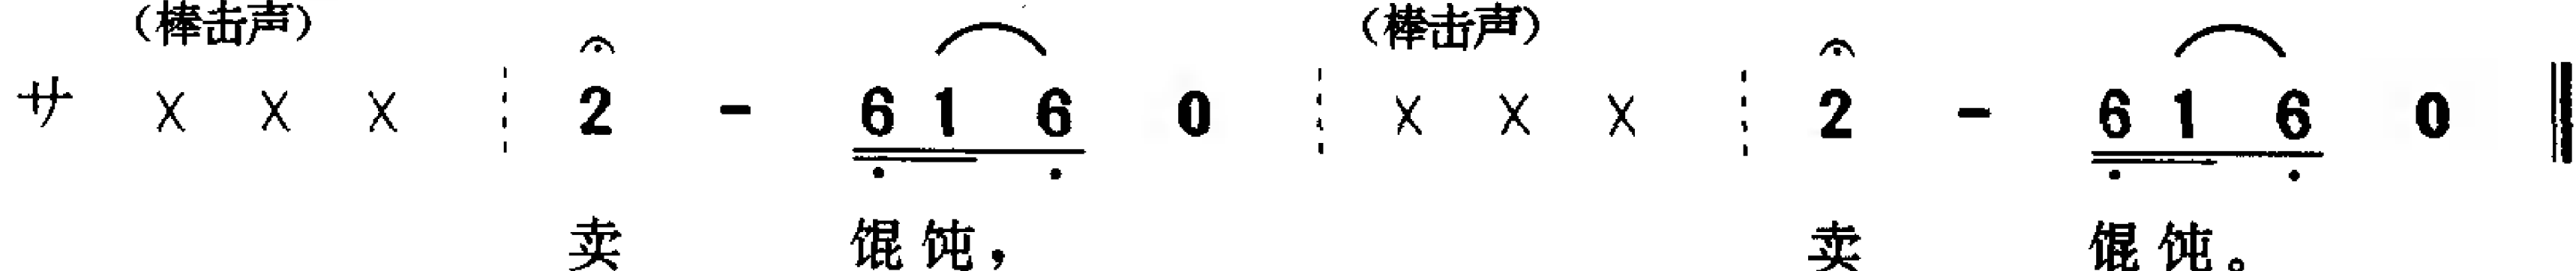 （棒击声） （棒击声）
サ X X X 2 - 6 1 6 0 X X X 2 - 6 1 6 0
卖 馄饨， 卖 馄饨。